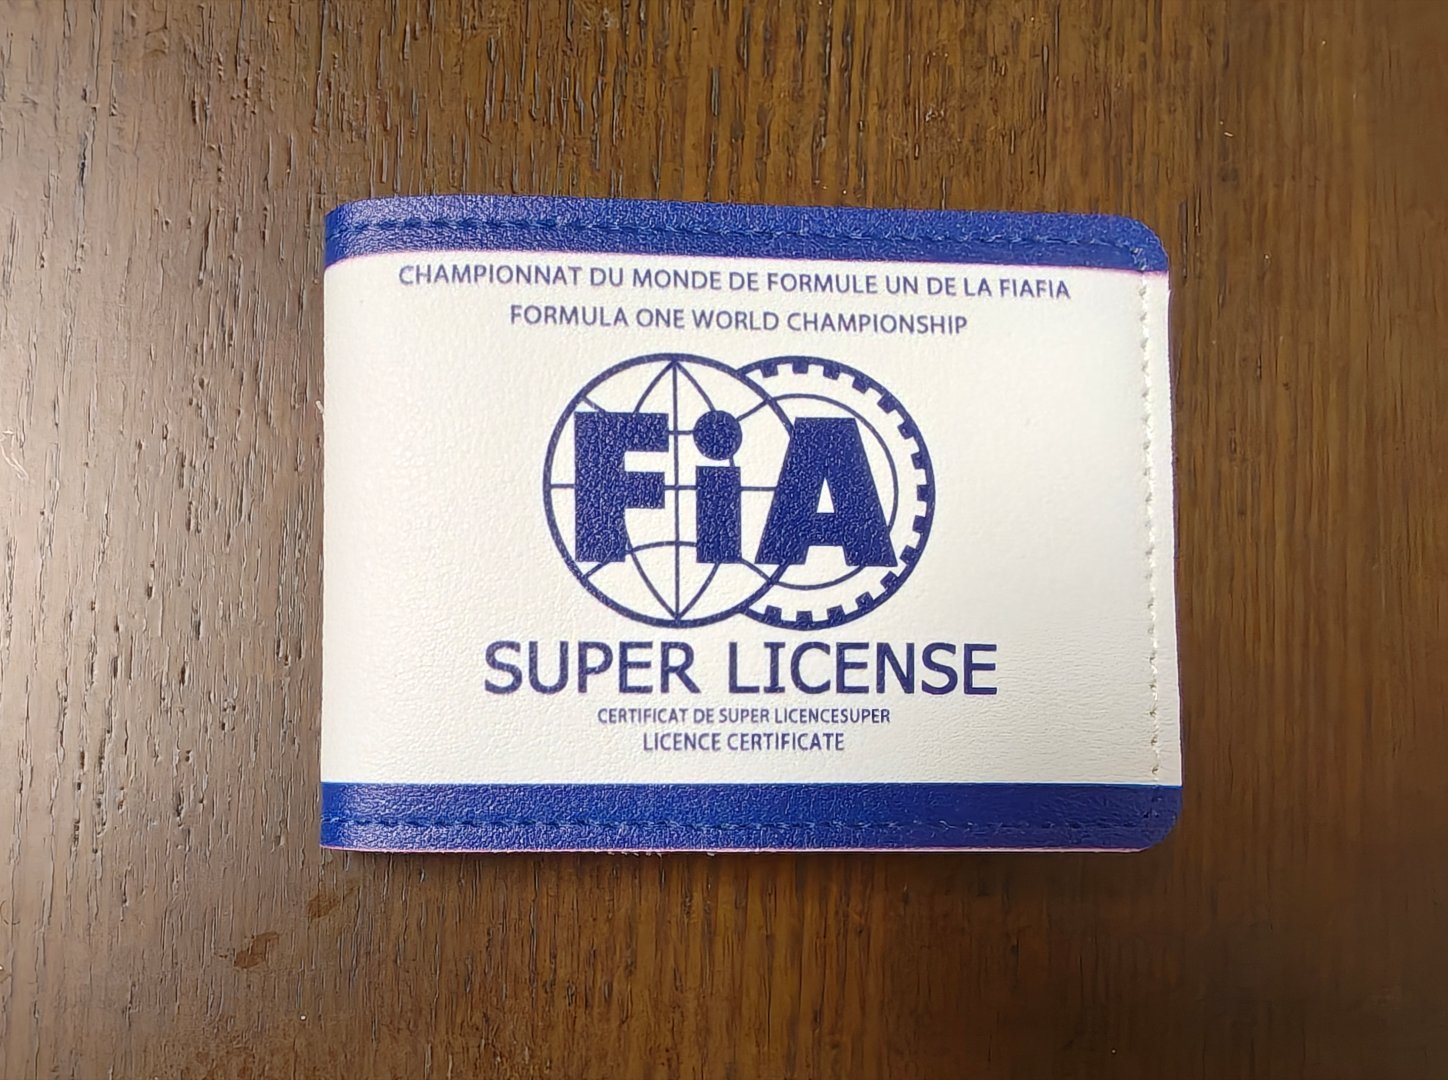 CHAMPIONNAT DU MONDE DE FORMULE UN DE LA FIAFIA
FORMULA ONE WORLD CHAMPIONSHIP
FiA
SUPER LICENSE
CERTIFICAT DE SUPER LICENCESUPER
LICENCE CERTIFICATE